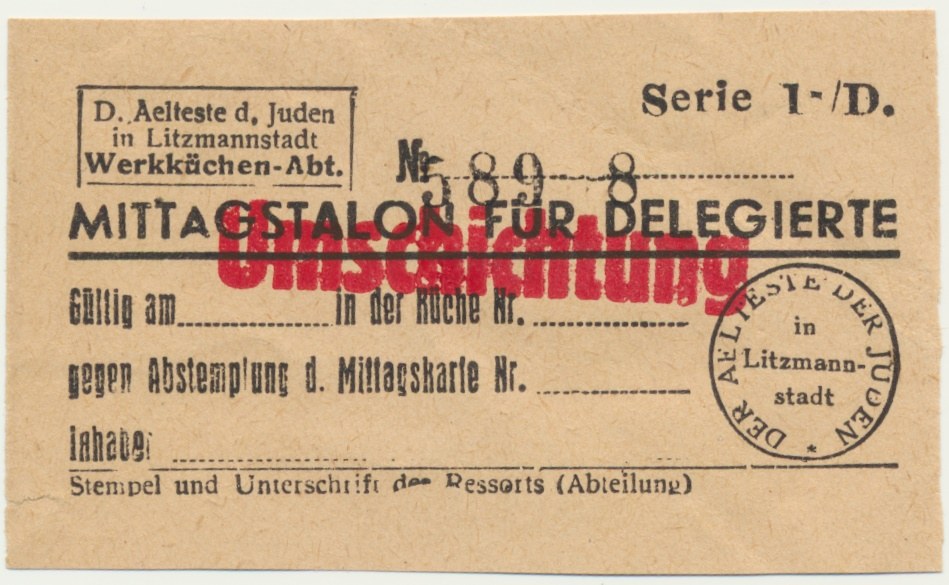 D. Aelteste d. Juden
in Litzmannstadt
Werkküchen-Abt.
Serie 1-/D.
№ 589-8
MITTAGSTALON FÜR DELEGIERTE
Umschichtung
Gültig am in der Küche Nr.
gegen Abstemplung d. Mittagskarte Nr.
Inhaber
Stempel und Unterschrift des Ressorts (Abteilung)
DER AELTESTE DER JUDEN
in
Litzmann-
stadt
*